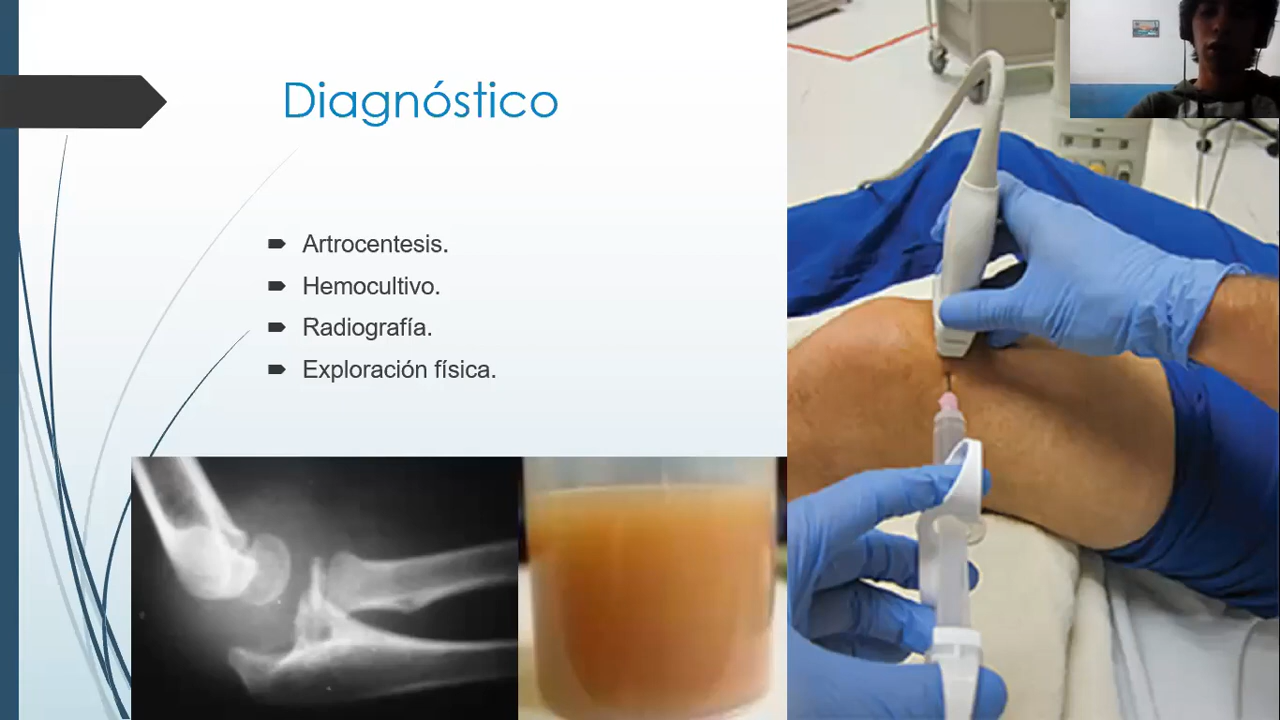 Diagnóstico
Artrocentesis.
Hemocultivo.
Radiografía.
Exploración física.